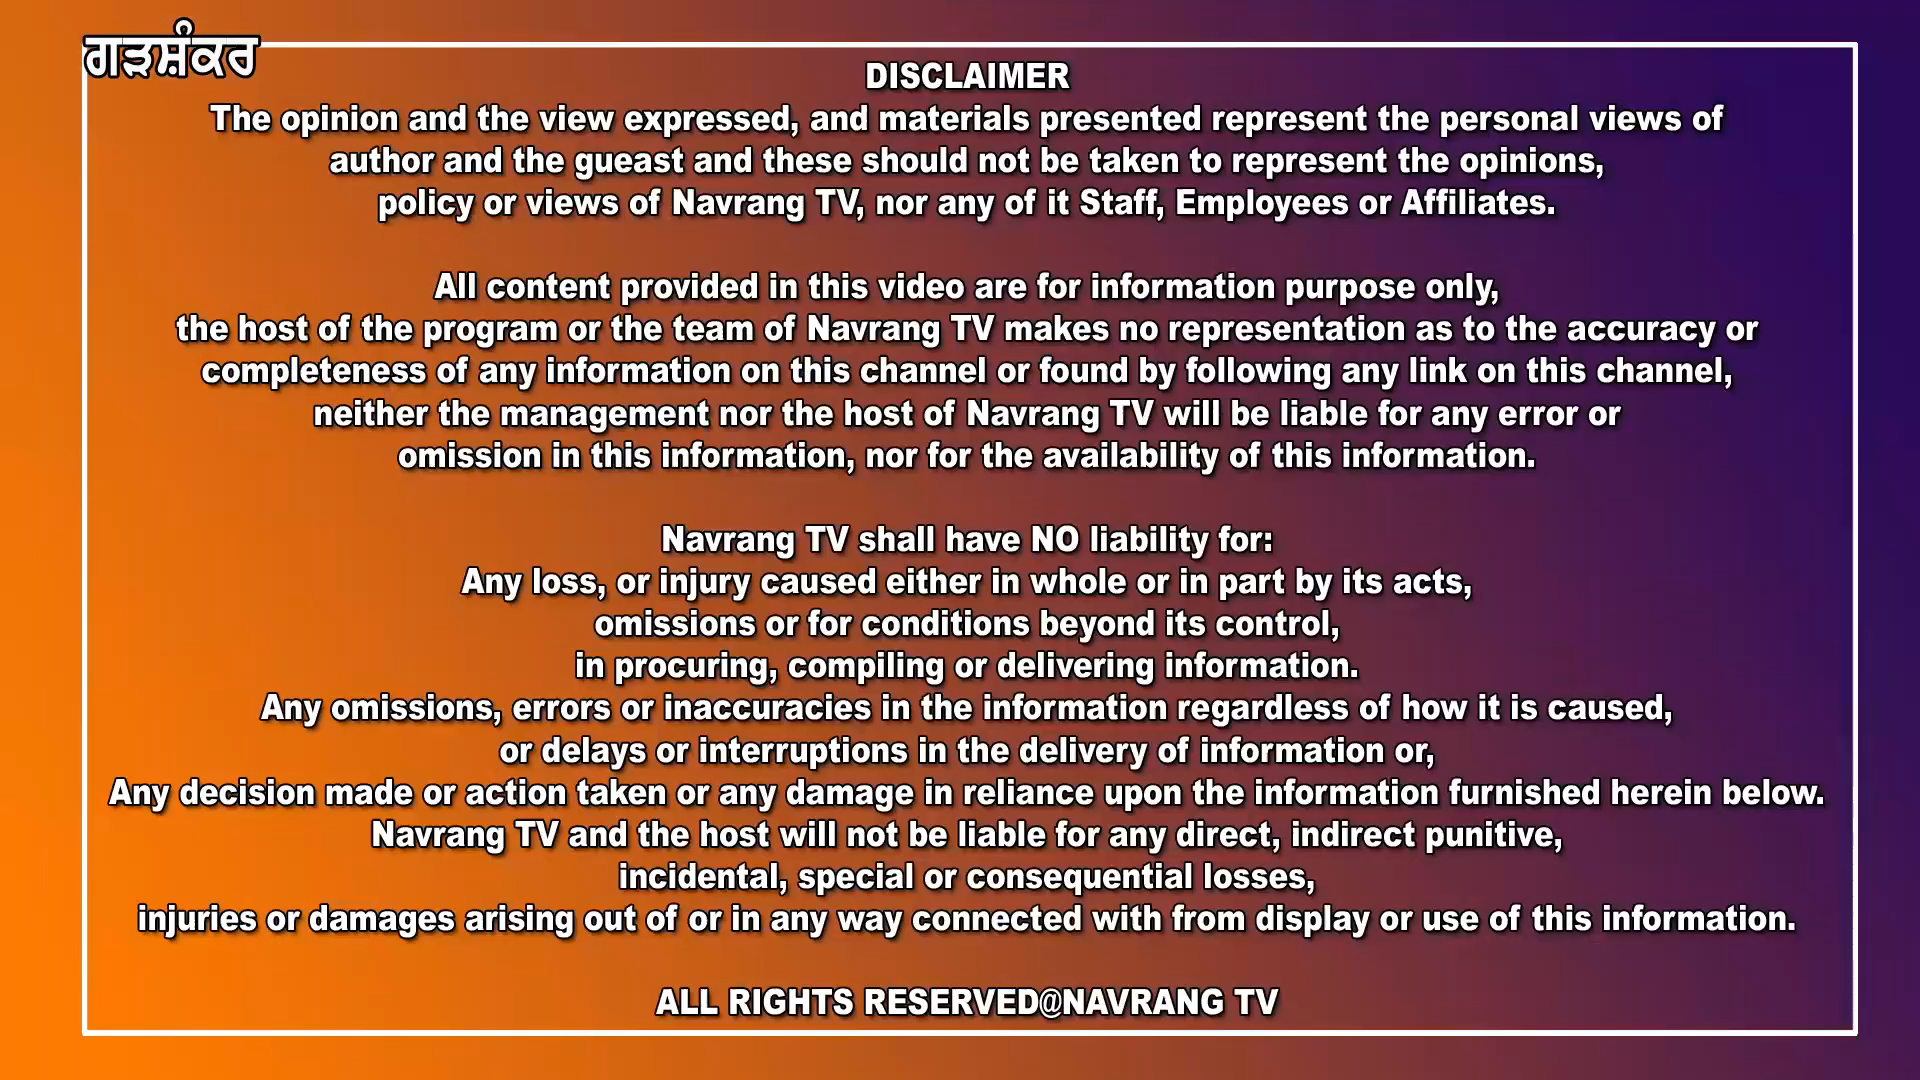 ਗੜਸ਼ੰਕਰ
DISCLAIMER
The opinion and the view expressed, and materials presented represent the personal views of
author and the gueast and these should not be taken to represent the opinions,
policy or views of Navrang TV, nor any of it Staff, Employees or Affiliates.
All content provided in this video are for information purpose only,
the host of the program or the team of Navrang TV makes no representation as to the accuracy or
completeness of any information on this channel or found by following any link on this channel,
neither the management nor the host of Navrang TV will be liable for any error or
omission in this information, nor for the availability of this information.
Navrang TV shall have NO liability for:
Any loss, or injury caused either in whole or in part by its acts,
omissions or for conditions beyond its control,
in procuring, compiling or delivering information.
Any omissions, errors or inaccuracies in the information regardless of how it is caused,
or delays or interruptions in the delivery of information or,
Any decision made or action taken or any damage in reliance upon the information furnished herein below.
Navrang TV and the host will not be liable for any direct, indirect punitive,
incidental, special or consequential losses,
injuries or damages arising out of or in any way connected with from display or use of this information.
ALL RIGHTS RESERVED@NAVRANG TV